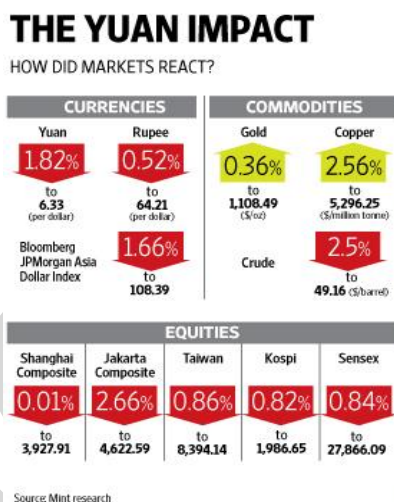 THE YUAN IMPACT
HOW DID MARKETS REACT?
CURRENCIES
Yuan
1.82%
to
6.33
(per dollar)
Rupee
0.52%
to
64.21
(per dollar)
Bloomberg
JPMorgan Asia
Dollar Index
1.66%
to
108.39
COMMODITIES
Gold
0.36%
to
1,108.49
($/oz)
Copper
2.56%
to
5,296.25
($/million tonne)
Crude
2.5%
to
49.16 ($/barrel)
EQUITIES
Shanghai
Composite
0.01%
to
3,927.91
Jakarta
Composite
2.66%
to
4,622.59
Taiwan
0.86%
to
8,394.14
Kospi
0.82%
to
1,986.65
Sensex
0.84%
to
27,866.09
Source: Mint research